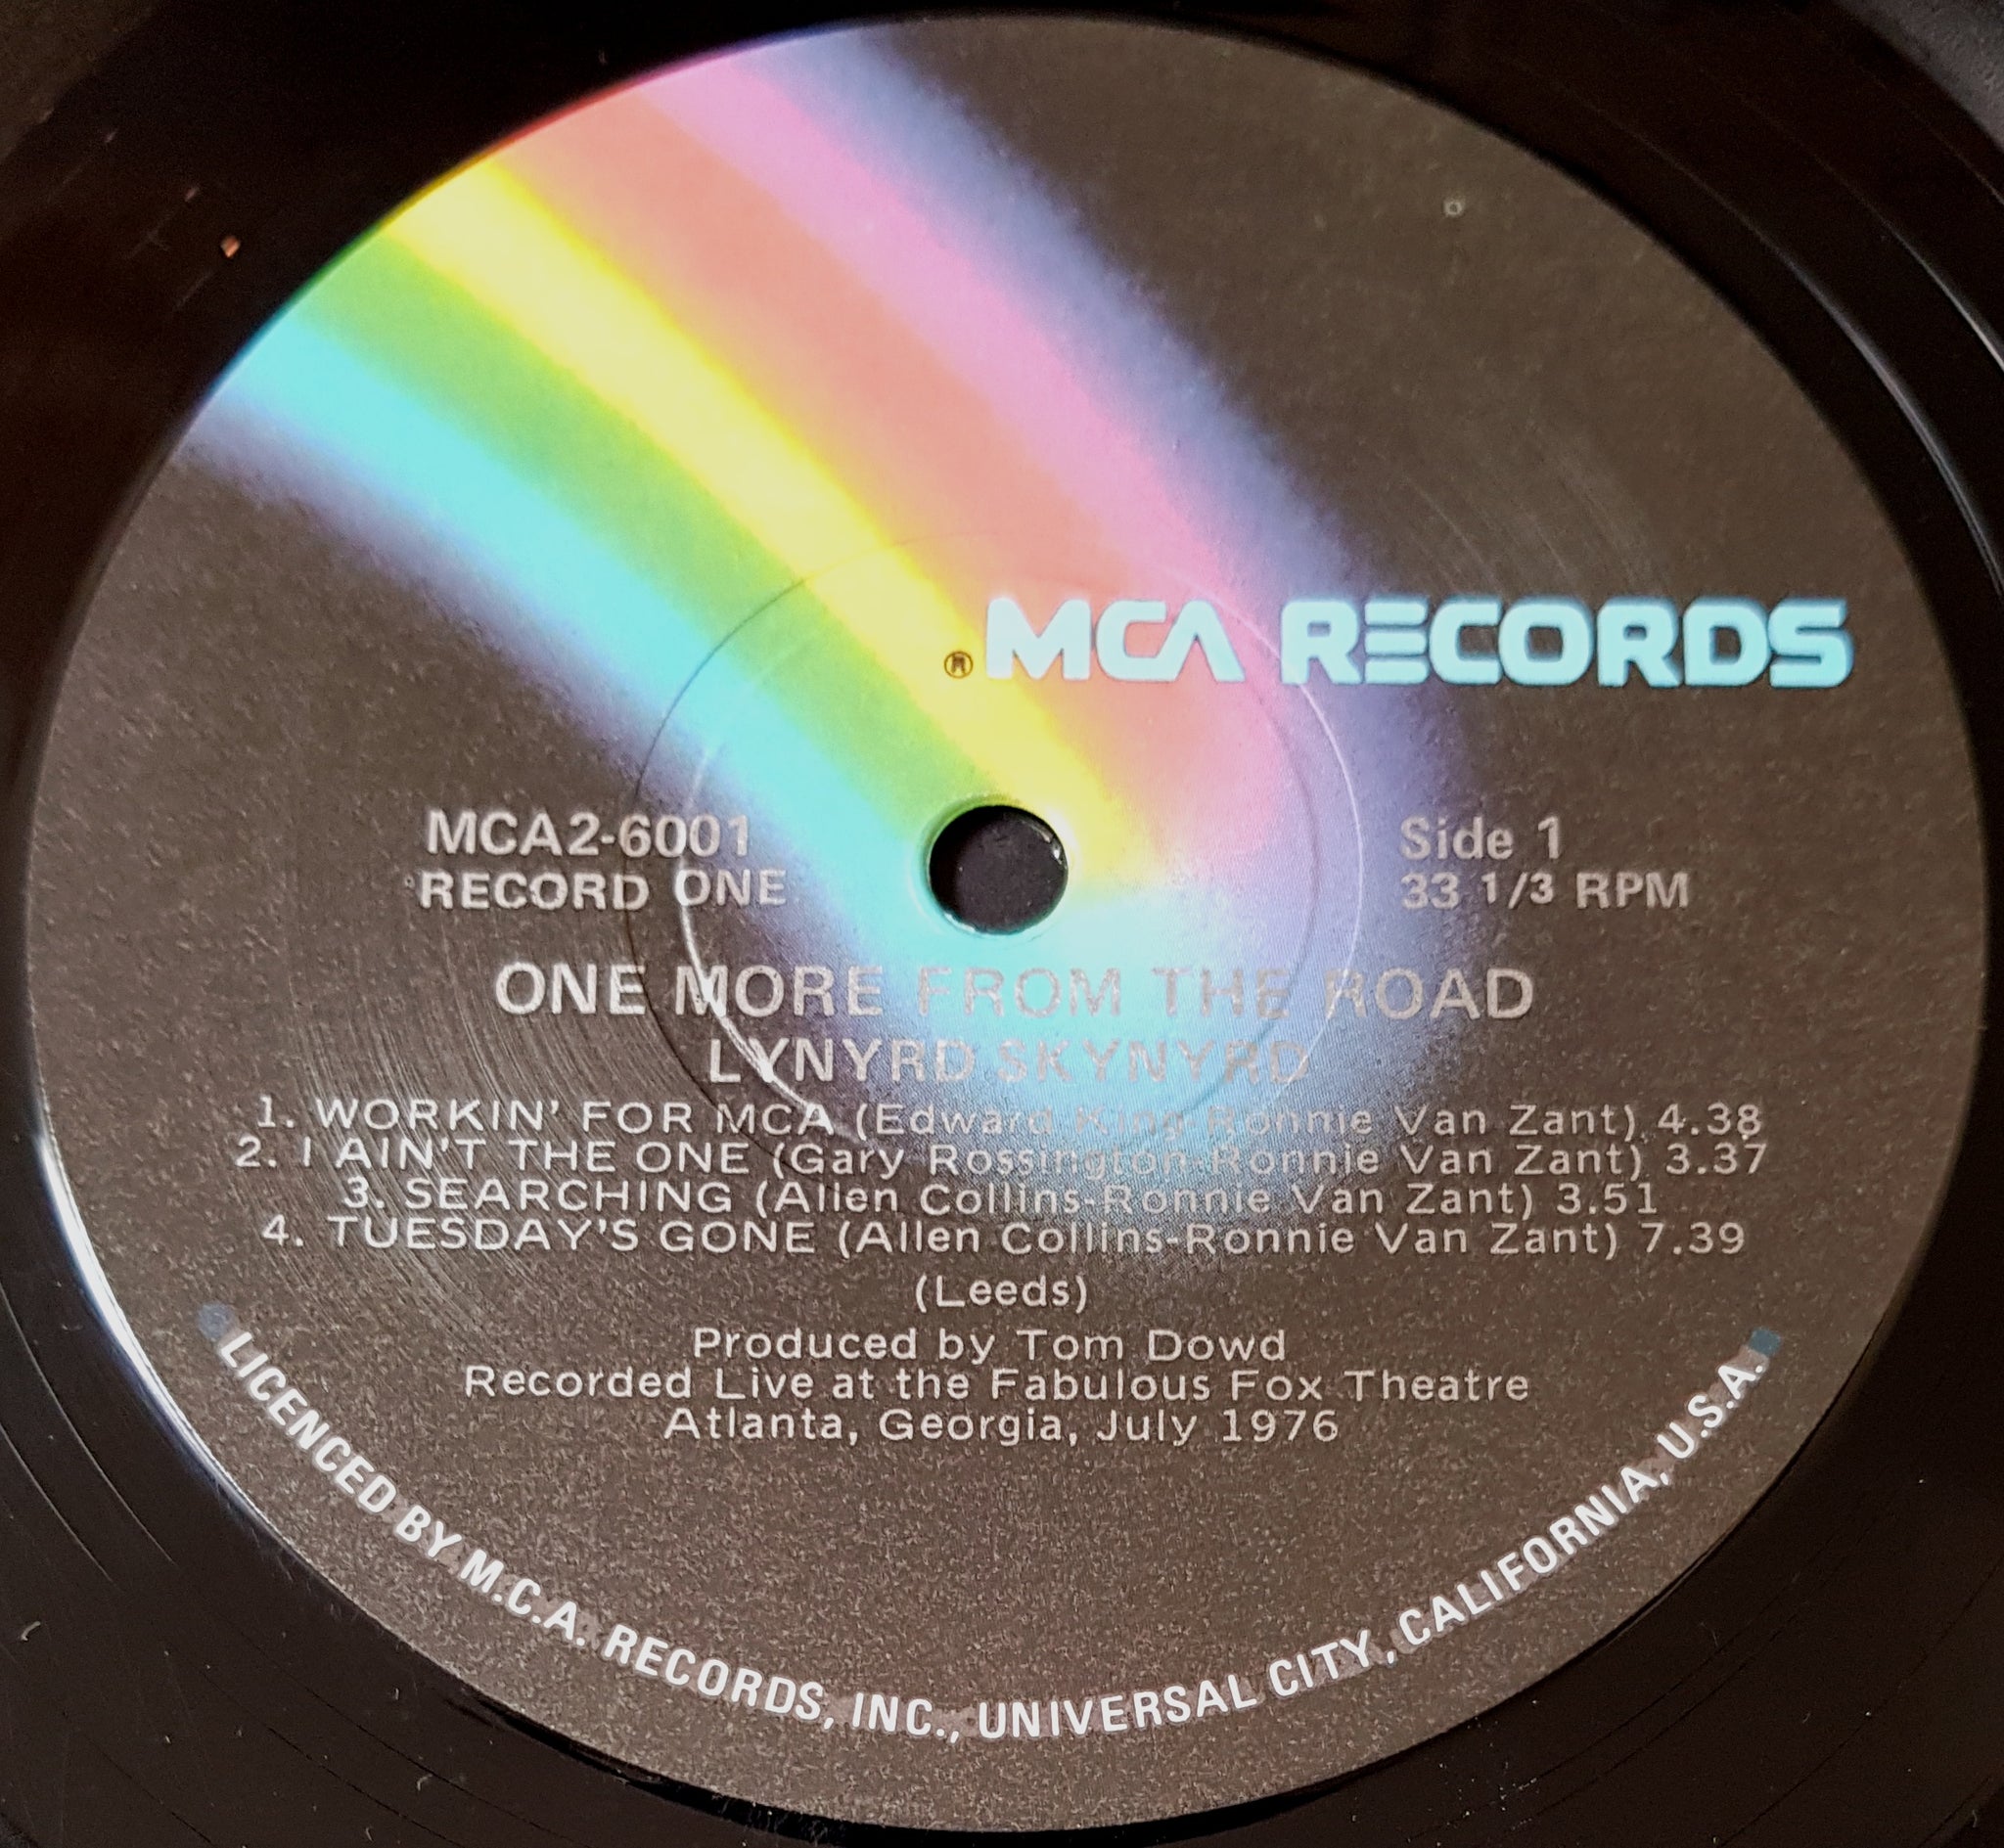 ® MCA RECORDS
MCA2-6001
RECORD ONE
Side 1
33 1/3 RPM
ONE MORE FROM THE ROAD
LYNYRD SKYNYRD
1. WORKIN' FOR MCA (Edward King-Ronnie Van Zant) 4.38
2. I AIN'T THE ONE (Gary Rossington-Ronnie Van Zant) 3.37
3. SEARCHING (Allen Collins-Ronnie Van Zant) 3.51
4. TUESDAY'S GONE (Allen Collins-Ronnie Van Zant) 7.39
(Leeds)
Produced by Tom Dowd
Recorded Live at the Fabulous Fox Theatre
Atlanta, Georgia, July 1976
LICENCED BY M.C.A. RECORDS, INC., UNIVERSAL CITY, CALIFORNIA, U.S.A.